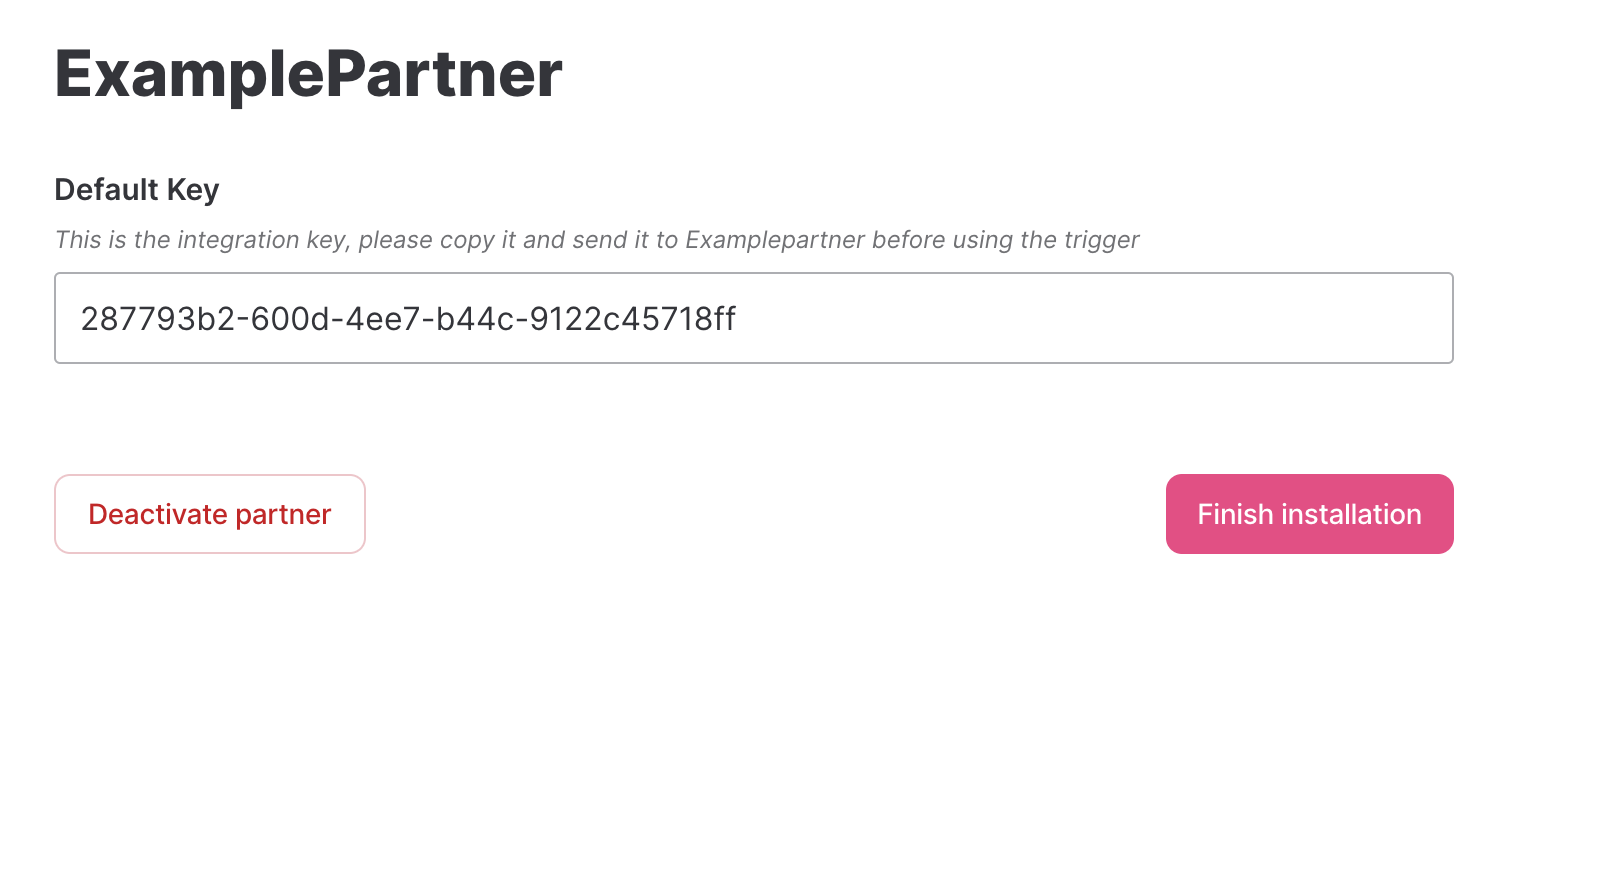 ExamplePartner
Default Key
This is the integration key, please copy it and send it to Examplepartner before using the trigger
287793b2-600d-4ee7-b44c-9122c45718ff
Deactivate partner
Finish installation